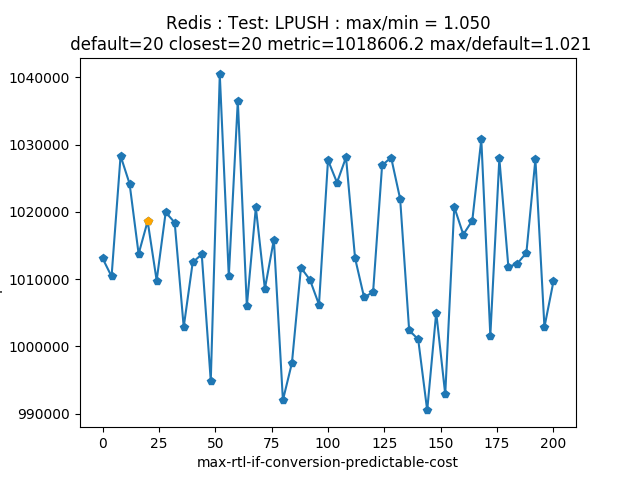 Redis : Test: LPUSH : max/min = 1.050
default=20 closest=20 metric=1018606.2 max/default=1.021
1040000
1030000
1020000
1010000
1000000
990000
0 25 50 75 100 125 150 175 200
max-rtl-if-conversion-predictable-cost